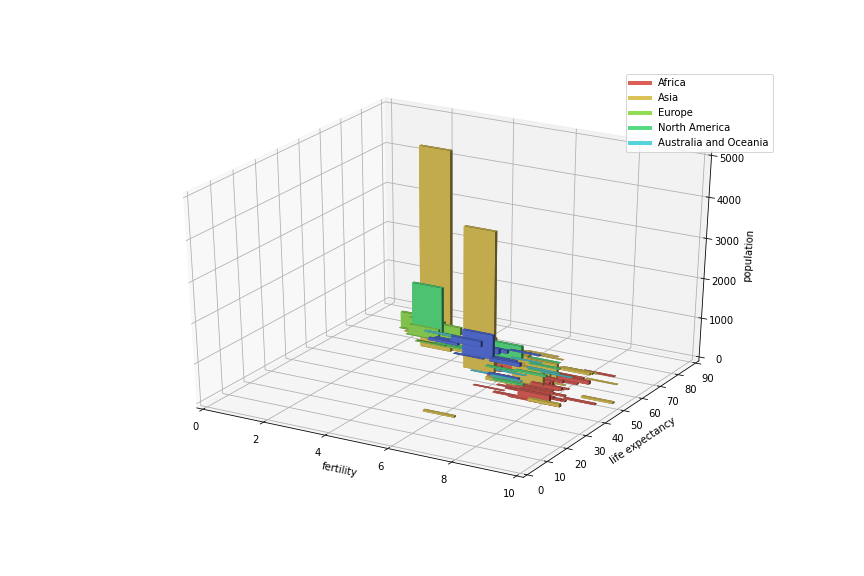 Africa
Asia
Europe
North America
Australia and Oceania
5000
4000
3000
2000
1000
0
population
90
80
70
60
50
40
30
20
10
0
life expectancy
0
2
4
6
8
10
fertility